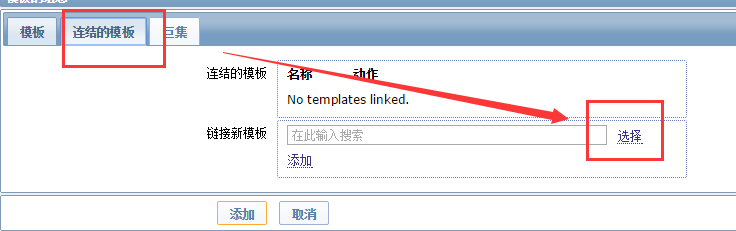 模板 连结的模板 巨集
连结的模板 名称 动作
No templates linked.
链接新模板 在此输入搜索 选择
添加
添加 取消